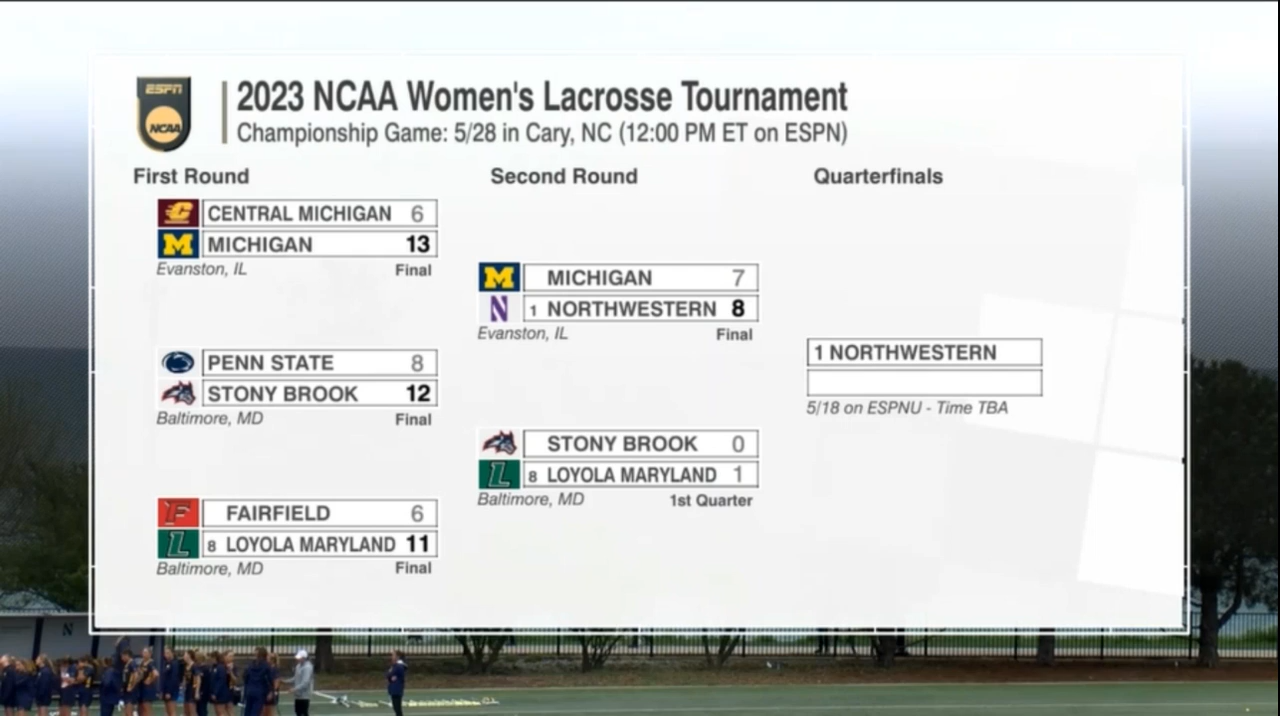 ESPN
NCAA
2023 NCAA Women's Lacrosse Tournament
Championship Game: 5/28 in Cary, NC (12:00 PM ET on ESPN)
First Round
Second Round
Quarterfinals
CENTRAL MICHIGAN 6
MICHIGAN 13
Evanston, IL Final
PENN STATE 8
STONY BROOK 12
Baltimore, MD Final
FAIRFIELD 6
8 LOYOLA MARYLAND 11
Baltimore, MD Final
MICHIGAN 7
1 NORTHWESTERN 8
Evanston, IL Final
STONY BROOK 0
8 LOYOLA MARYLAND 1
Baltimore, MD 1st Quarter
1 NORTHWESTERN
5/18 on ESPNU - Time TBA